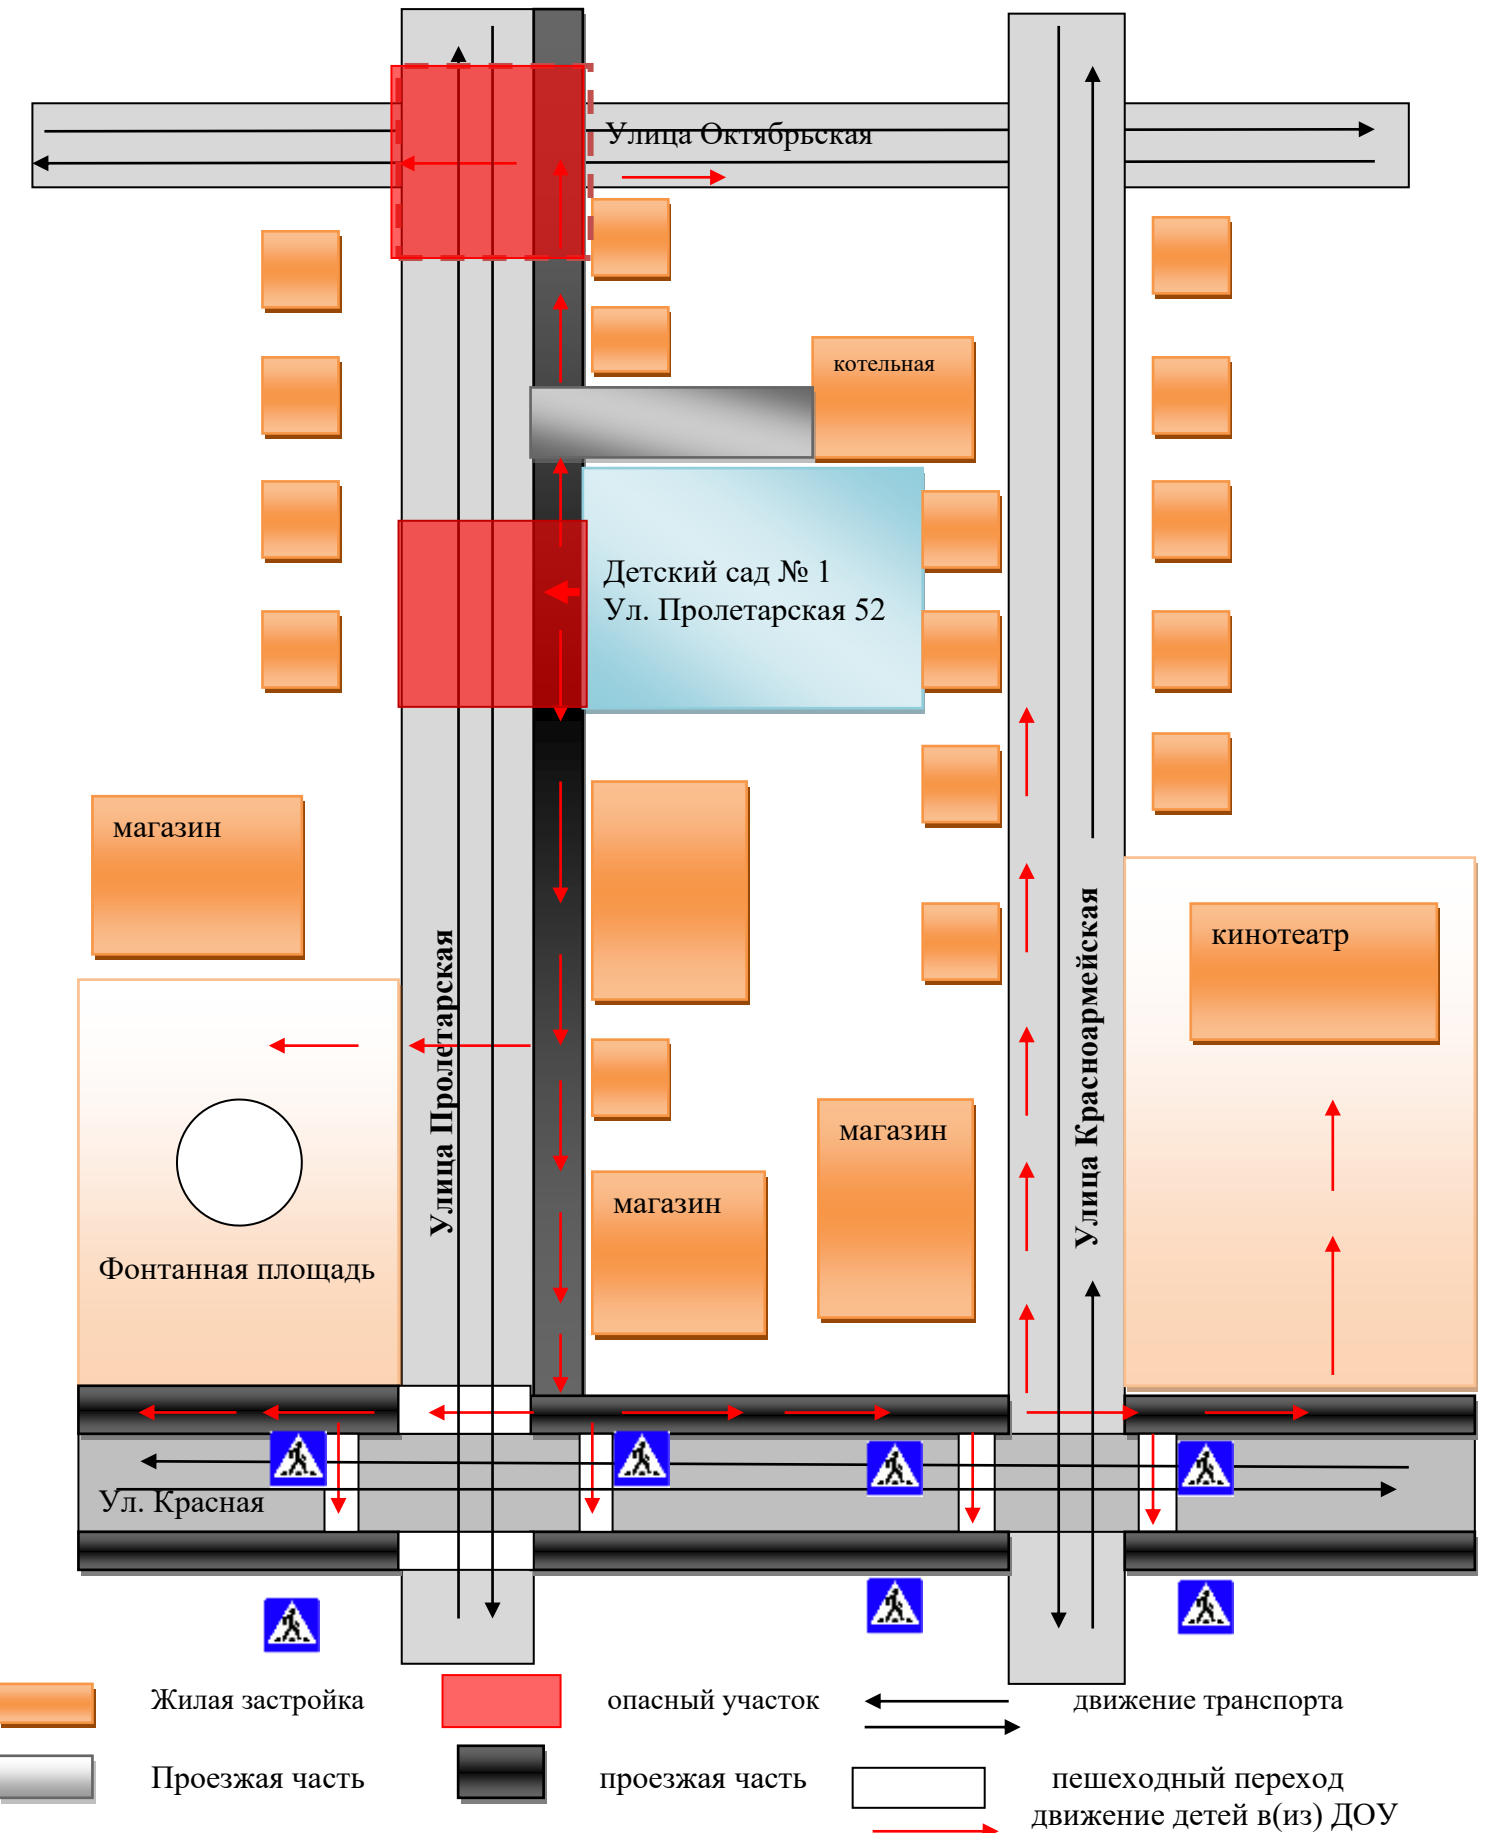 Улица Октябрьская
котельная
Детский сад № 1
Ул. Пролетарская 52
магазин
кинотеатр
Улица Пролетарская
Улица Красноармейская
магазин
магазин
Фонтанная площадь
Ул. Красная
Жилая застройка
опасный участок
движение транспорта
Проезжая часть
проезжая часть
пешеходный переход
движение детей в(из) ДОУ